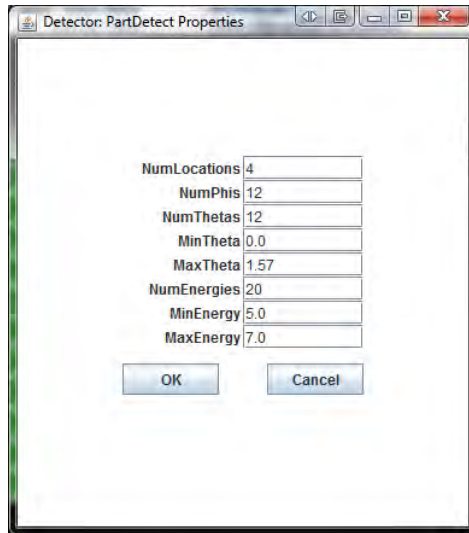 Detector: PartDetect Properties
NumLocations 4
NumPhis 12
NumThetas 12
MinTheta 0.0
MaxTheta 1.57
NumEnergies 20
MinEnergy 5.0
MaxEnergy 7.0
OK Cancel